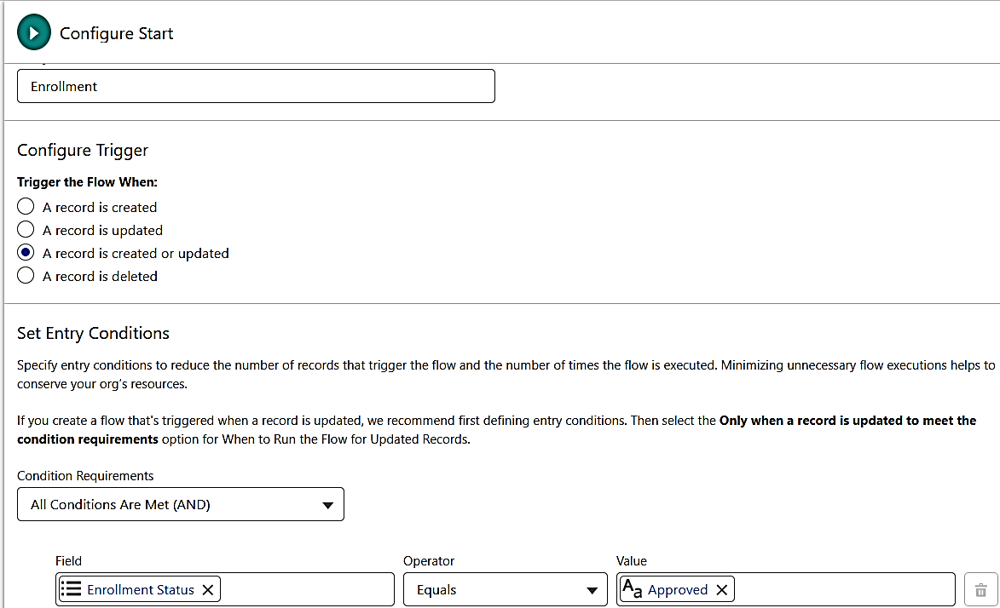 Configure Start
Enrollment
Configure Trigger
Trigger the Flow When:
A record is created
A record is updated
A record is created or updated
A record is deleted
Set Entry Conditions
Specify entry conditions to reduce the number of records that trigger the flow and the number of times the flow is executed. Minimizing unnecessary flow executions helps to
conserve your org's resources.
If you create a flow that's triggered when a record is updated, we recommend first defining entry conditions. Then select the Only when a record is updated to meet the
condition requirements option for When to Run the Flow for Updated Records.
Condition Requirements
All Conditions Are Met (AND)
Field Operator Value
Enrollment Status Equals Aa Approved